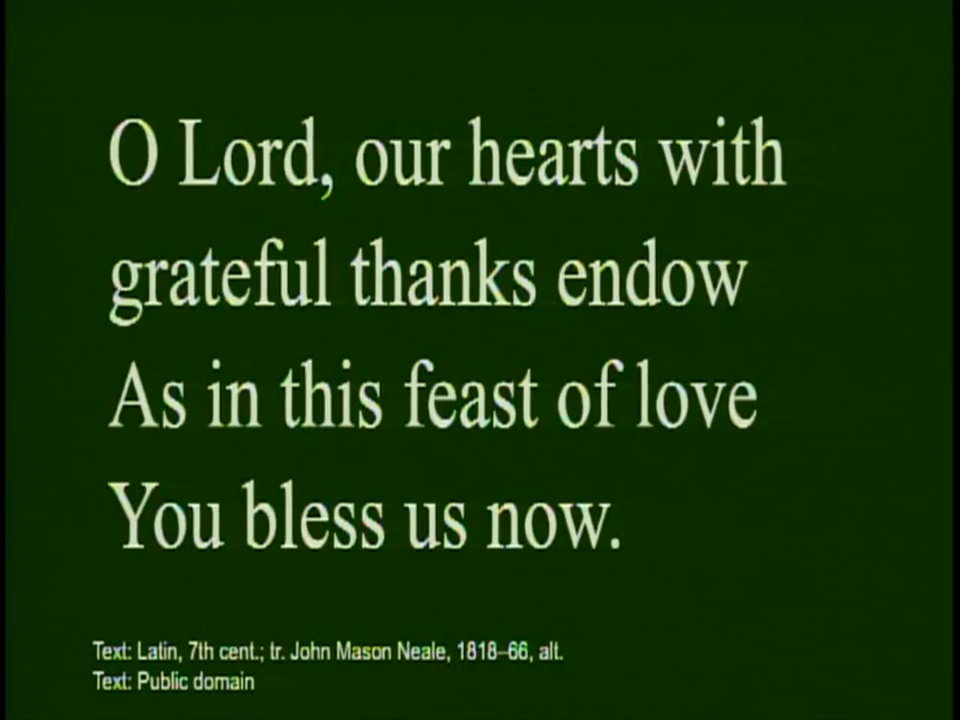 O Lord, our hearts with
grateful thanks endow
As in this feast of love
You bless us now.
Text: Latin, 7th cent.; tr. John Mason Neale, 1818–66, alt.
Text: Public domain